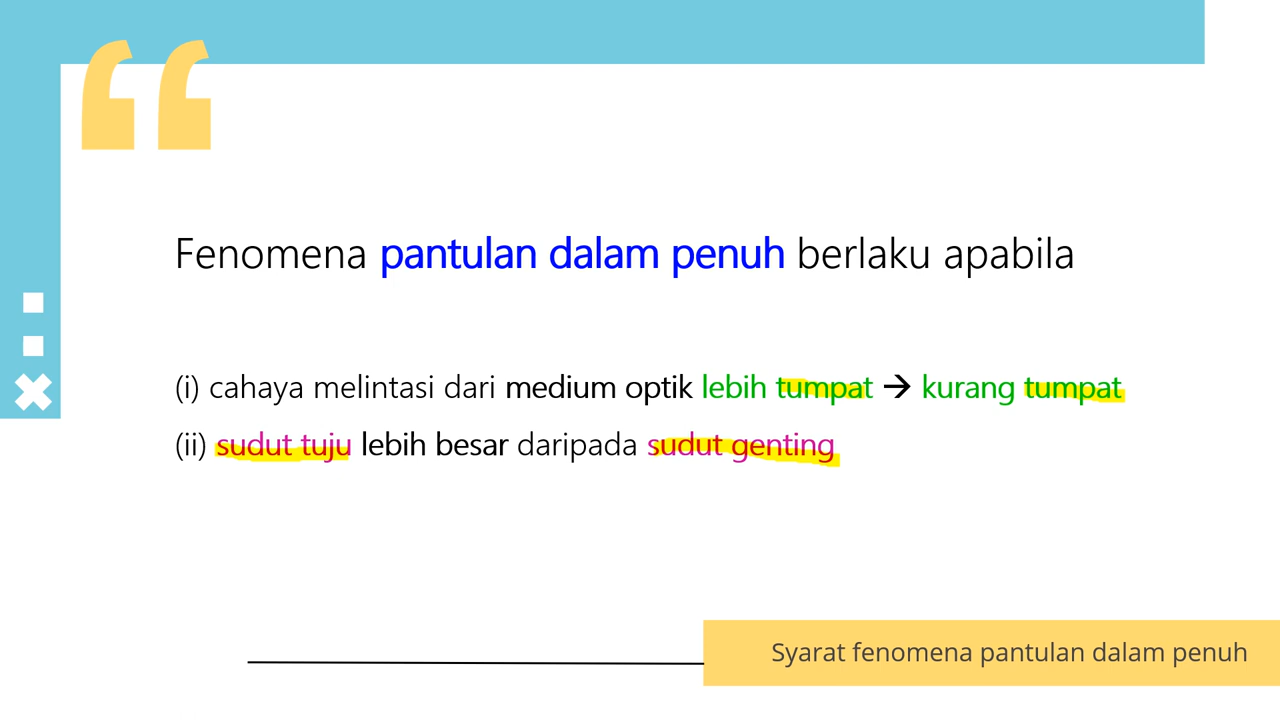 Fenomena pantulan dalam penuh berlaku apabila
(i) cahaya melintasi dari medium optik lebih tumpat → kurang tumpat
(ii) sudut tuju lebih besar daripada sudut genting
Syarat fenomena pantulan dalam penuh